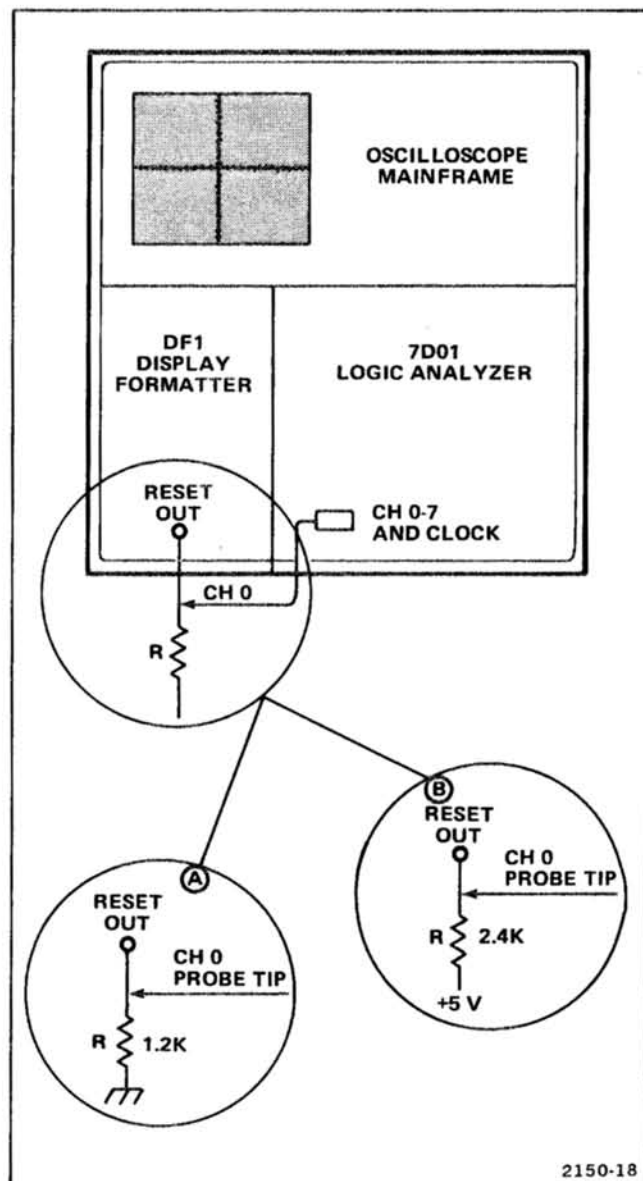 OSCILLOSCOPE
MAINFRAME
DF1
DISPLAY
FORMATTER
7D01
LOGIC ANALYZER
RESET
OUT
CH 0-7
AND CLOCK
CH 0
R
B
RESET
OUT
CH 0
PROBE TIP
R 2.4K
+5 V
A
RESET
OUT
CH 0
PROBE TIP
R 1.2K
2150-18